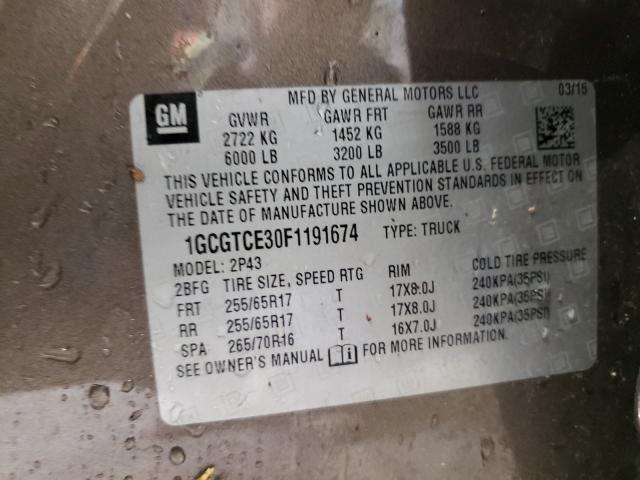 MFD BY GENERAL MOTORS LLC 03/15
GM
GVWR GAWR FRT GAWR RR
2722 KG 1452 KG 1588 KG
6000 LB 3200 LB 3500 LB
THIS VEHICLE CONFORMS TO ALL APPLICABLE U.S. FEDERAL MOTOR
VEHICLE SAFETY AND THEFT PREVENTION STANDARDS IN EFFECT ON
THE DATE OF MANUFACTURE SHOWN ABOVE.
1GCGTCE30F1191674 TYPE: TRUCK
MODEL: 2P43
2BFG TIRE SIZE, SPEED RTG RIM COLD TIRE PRESSURE
FRT 255/65R17 T 17X8.0J 240KPA(35PSI)
RR 255/65R17 T 17X8.0J 240KPA(35PSI)
SPA 265/70R16 T 16X7.0J 240KPA(35PSI)
SEE OWNER'S MANUAL i FOR MORE INFORMATION.